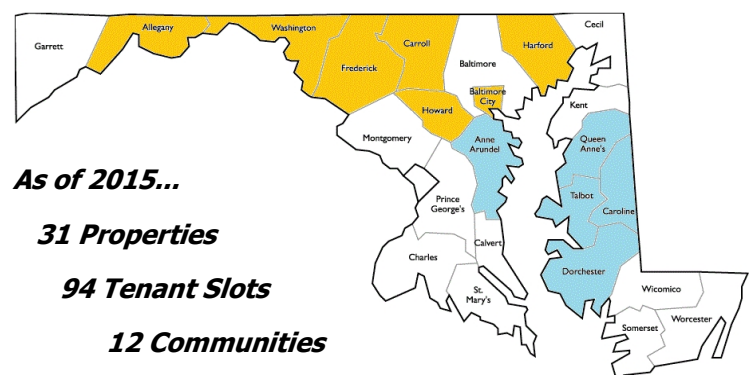 Garrett
Allegany
Washington
Frederick
Carroll
Baltimore
Harford
Cecil
Baltimore
City
Howard
Kent
Montgomery
Anne
Arundel
Queen
Anne's
Prince
George's
Talbot
Caroline
Calvert
Charles
Dorchester
St.
Mary's
Wicomico
Somerset
Worcester
As of 2015...
31 Properties
94 Tenant Slots
12 Communities